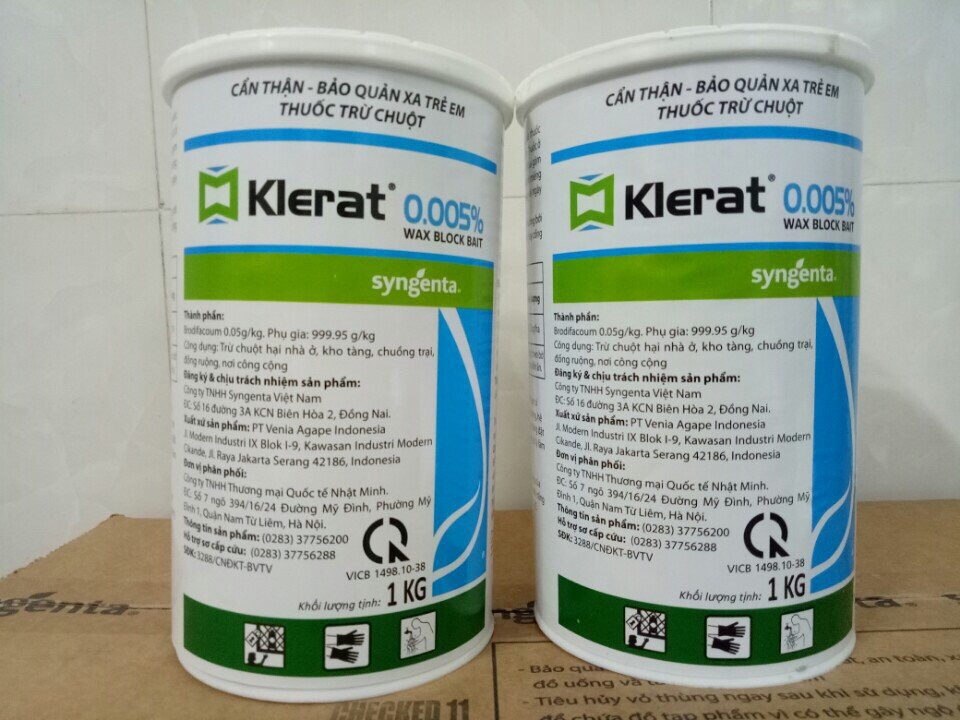 CẨN THẬN - BẢO QUẢN XA TRẺ EM
THUỐC TRỪ CHUỘT
Klerat® 0.005%
WAX BLOCK BAIT
syngenta
Thành phần:
Brodifacoum 0.05g/kg. Phụ gia: 999.95 g/kg
Công dụng: Trừ chuột hại nhà ở, kho tàng, chuồng trại,
đồng ruộng, nơi công cộng
Đăng ký & chịu trách nhiệm sản phẩm:
Công ty TNHH Syngenta Việt Nam
ĐC: Số 16 đường 3A KCN Biên Hòa 2, Đồng Nai.
Xuất xứ sản phẩm: PT Venia Agape Indonesia
Jl. Modern Industri IX Blok I-9, Kawasan Industri Modern
Cikande, Jl. Raya Jakarta Serang 42186, Indonesia
Đơn vị phân phối:
Công ty TNHH Thương mại Quốc tế Nhật Minh.
ĐC: Số 7 ngõ 394/16/24 Đường Mỹ Đình, Phường Mỹ
Đình 1, Quận Nam Từ Liêm, Hà Nội.
Thông tin sản phẩm: (0283) 37756200
Hỗ trợ sơ cấp cứu: (0283) 37756288
SĐK: 3288/CNĐKT-BVTV
VICB 1498.10-38
Khối lượng tịnh: 1 KG
CẨN THẬN - BẢO QUẢN XA TRẺ EM
THUỐC TRỪ CHUỘT
Klerat® 0.005%
WAX BLOCK BAIT
syngenta
Thành phần:
Brodifacoum 0.05g/kg. Phụ gia: 999.95 g/kg
Công dụng: Trừ chuột hại nhà ở, kho tàng, chuồng trại,
đồng ruộng, nơi công cộng
Đăng ký & chịu trách nhiệm sản phẩm:
Công ty TNHH Syngenta Việt Nam
ĐC: Số 16 đường 3A KCN Biên Hòa 2, Đồng Nai.
Xuất xứ sản phẩm: PT Venia Agape Indonesia
Jl. Modern Industri IX Blok I-9, Kawasan Industri Modern
Cikande, Jl. Raya Jakarta Serang 42186, Indonesia
Đơn vị phân phối:
Công ty TNHH Thương mại Quốc tế Nhật Minh.
ĐC: Số 7 ngõ 394/16/24 Đường Mỹ Đình, Phường Mỹ
Đình 1, Quận Nam Từ Liêm, Hà Nội.
Thông tin sản phẩm: (0283) 37756200
Hỗ trợ sơ cấp cứu: (0283) 37756288
SĐK: 3288/CNĐKT-BVTV
VICB 1498.10-38
Khối lượng tịnh: 1 KG
CHECKED 11
- Bảo an toàn,
đồ uống và
- Tiêu hủy vỏ thùng ngay sau khi sử dụng,
để chứa đồ tạp phẩm vì có thể gây ngộ